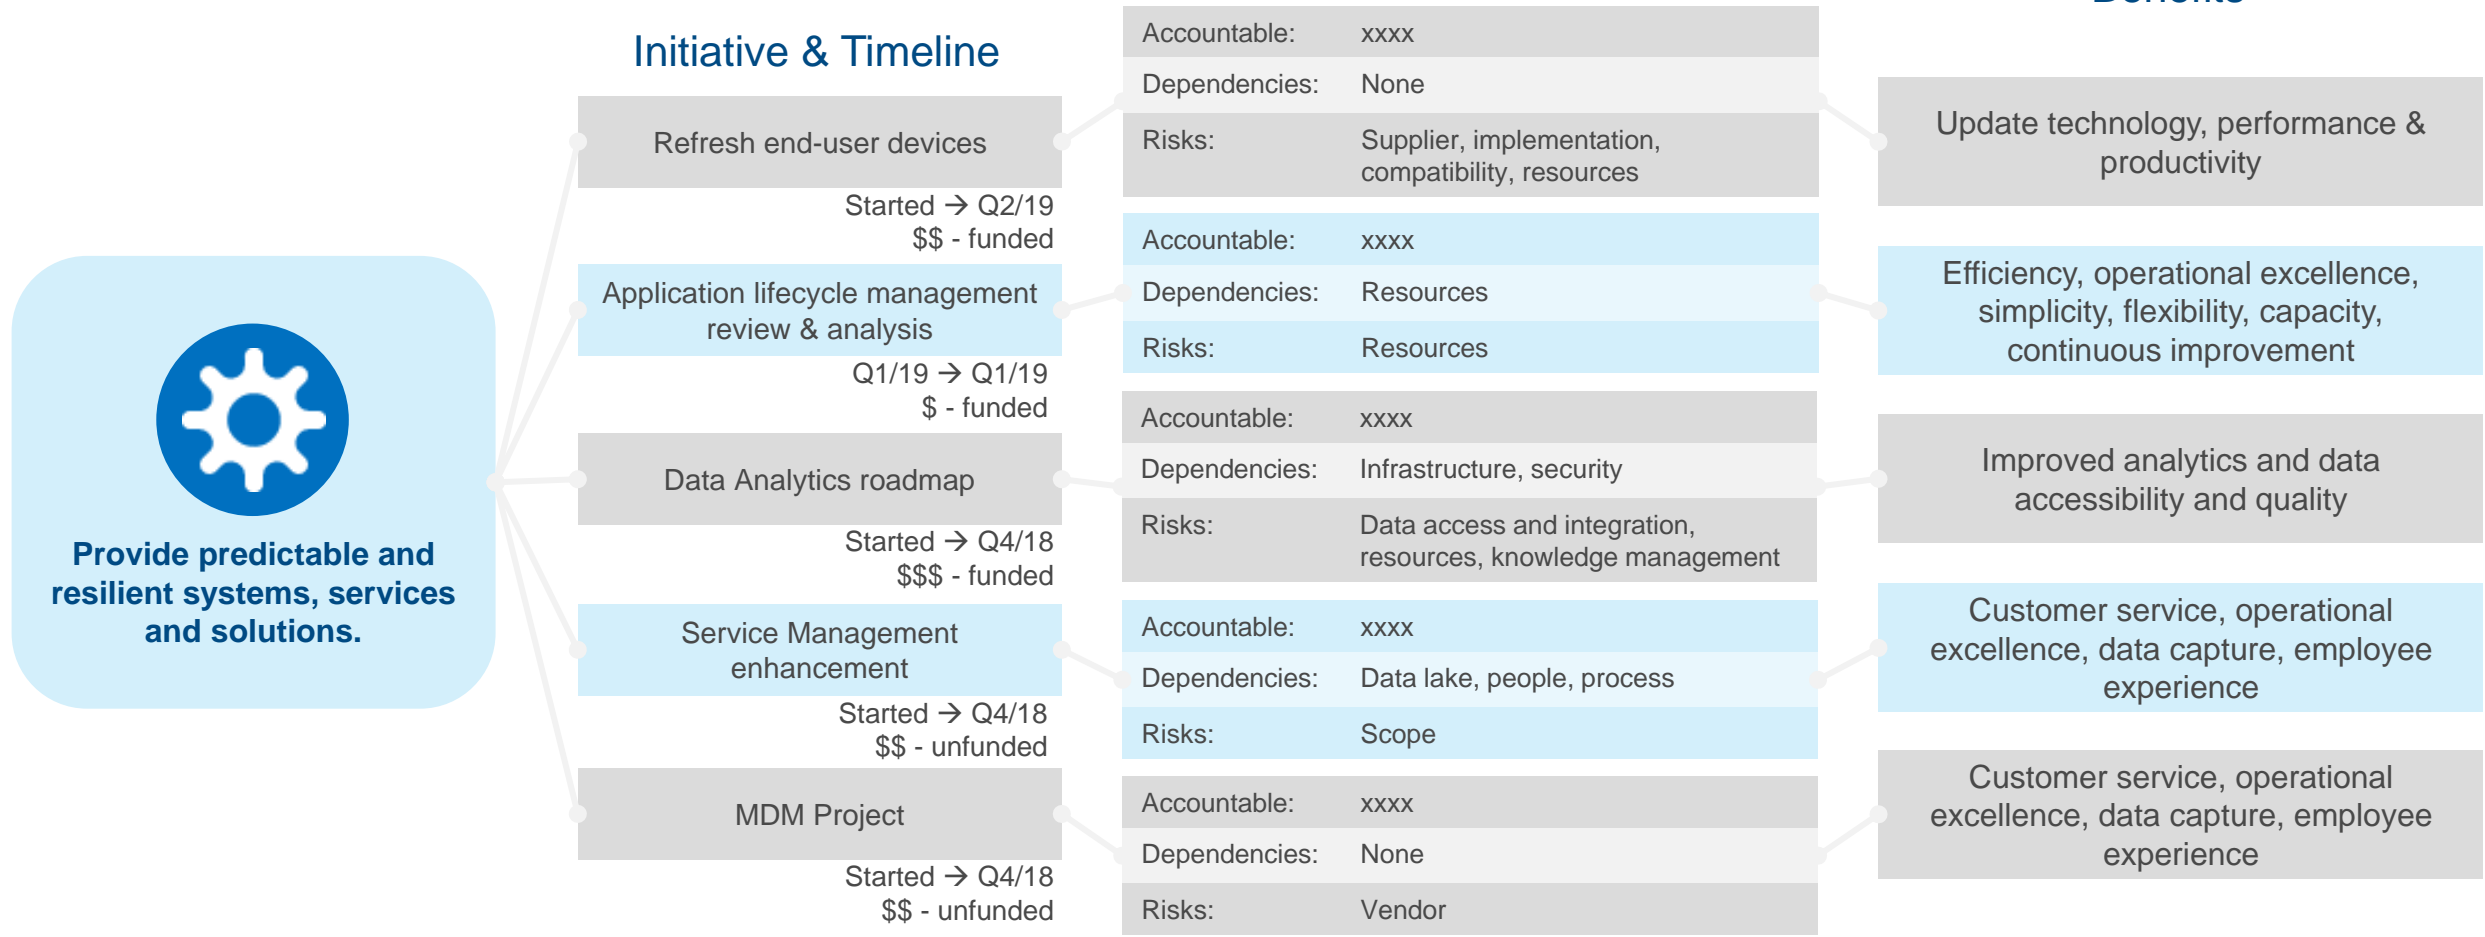 Benefits
Initiative & Timeline
Provide predictable and
resilient systems, services
and solutions.
Refresh end-user devices
Started → Q2/19
$$ - funded
Accountable: xxxx
Dependencies: None
Risks: Supplier, implementation,
compatibility, resources
Update technology, performance &
productivity
Application lifecycle management
review & analysis
Q1/19 → Q1/19
$ - funded
Accountable: xxxx
Dependencies: Resources
Risks: Resources
Efficiency, operational excellence,
simplicity, flexibility, capacity,
continuous improvement
Data Analytics roadmap
Started → Q4/18
$$$ - funded
Accountable: xxxx
Dependencies: Infrastructure, security
Risks: Data access and integration,
resources, knowledge management
Improved analytics and data
accessibility and quality
Service Management
enhancement
Started → Q4/18
$$ - unfunded
Accountable: xxxx
Dependencies: Data lake, people, process
Risks: Scope
Customer service, operational
excellence, data capture, employee
experience
MDM Project
Started → Q4/18
$$ - unfunded
Accountable: xxxx
Dependencies: None
Risks: Vendor
Customer service, operational
excellence, data capture, employee
experience